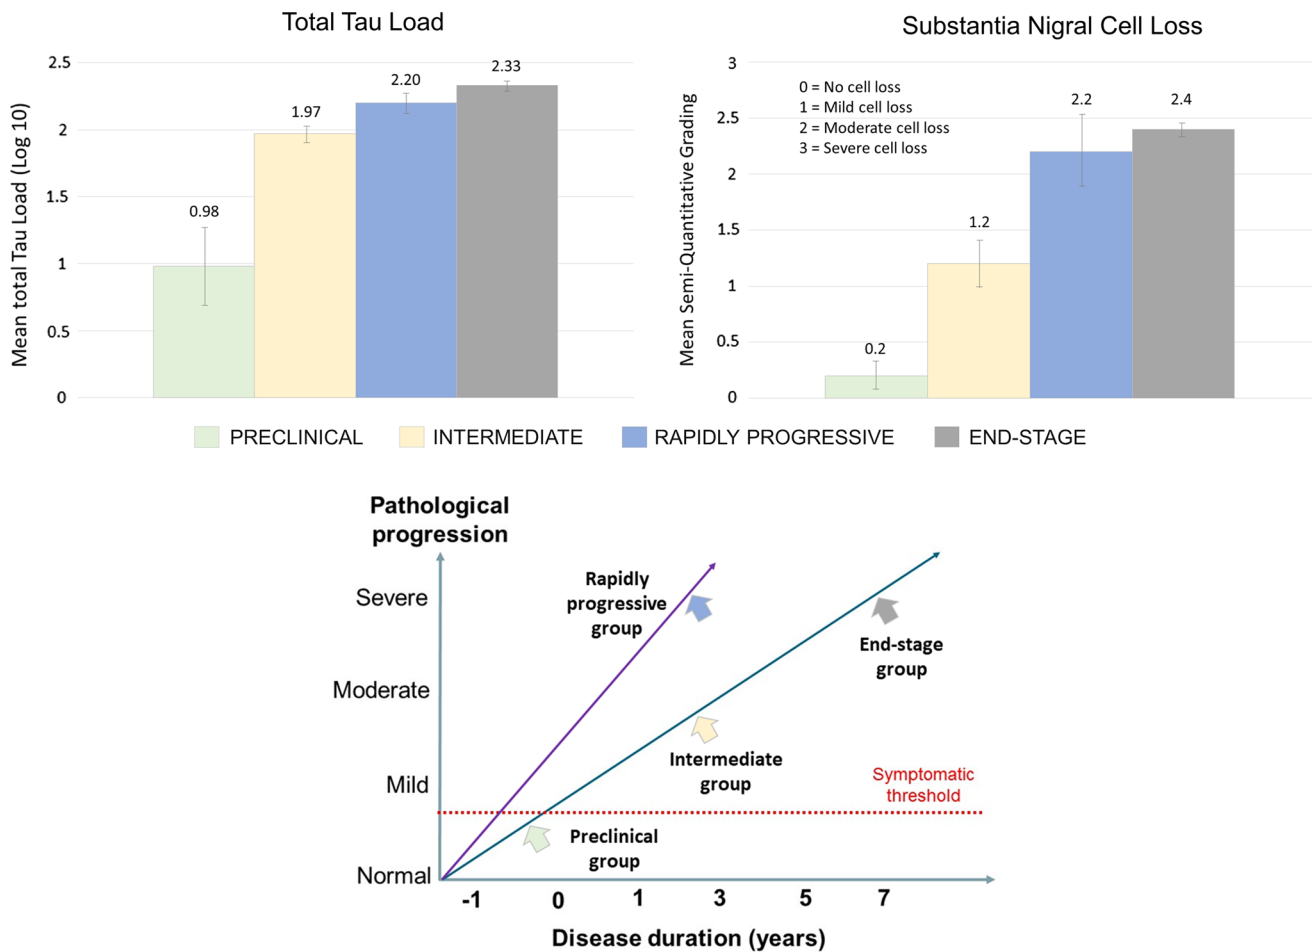 Total Tau Load
Mean total Tau Load (Log 10)
2.5
2
1.5
1
0.5
0
0.98
1.97
2.20
2.33
Substantia Nigral Cell Loss
Mean Semi-Quantitative Grading
3
2.5
2
1.5
1
0.5
0
0 = No cell loss
1 = Mild cell loss
2 = Moderate cell loss
3 = Severe cell loss
0.2
1.2
2.2
2.4
PRECLINICAL
INTERMEDIATE
RAPIDLY PROGRESSIVE
END-STAGE
Pathological
progression
Severe
Moderate
Mild
Normal
Rapidly
progressive
group
End-stage
group
Intermediate
group
Symptomatic
threshold
Preclinical
group
-1 0 1 3 5 7
Disease duration (years)